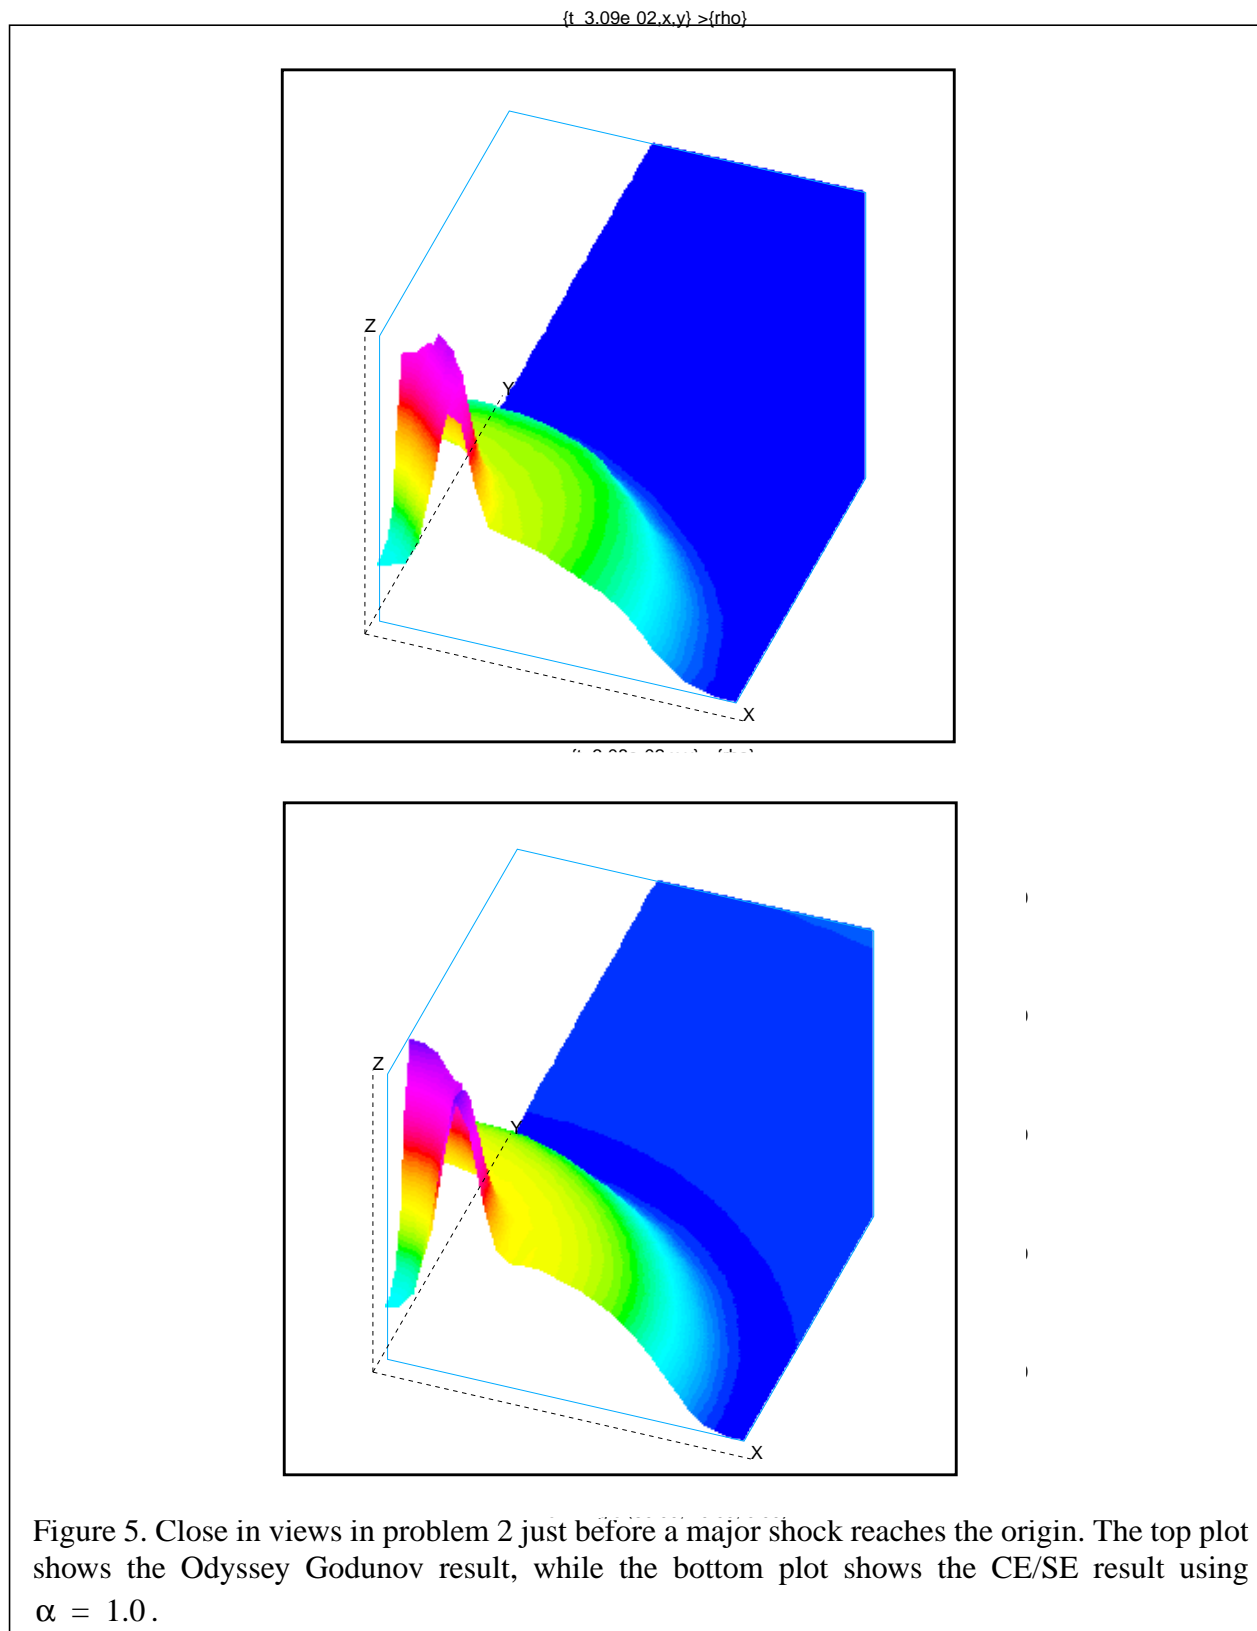 {t 3.09e 02,x,y} >{rho}
Z
Y
X
Z
Y
X
Figure 5. Close in views in problem 2 just before a major shock reaches the origin. The top plot
shows the Odyssey Godunov result, while the bottom plot shows the CE/SE result using
α = 1.0.